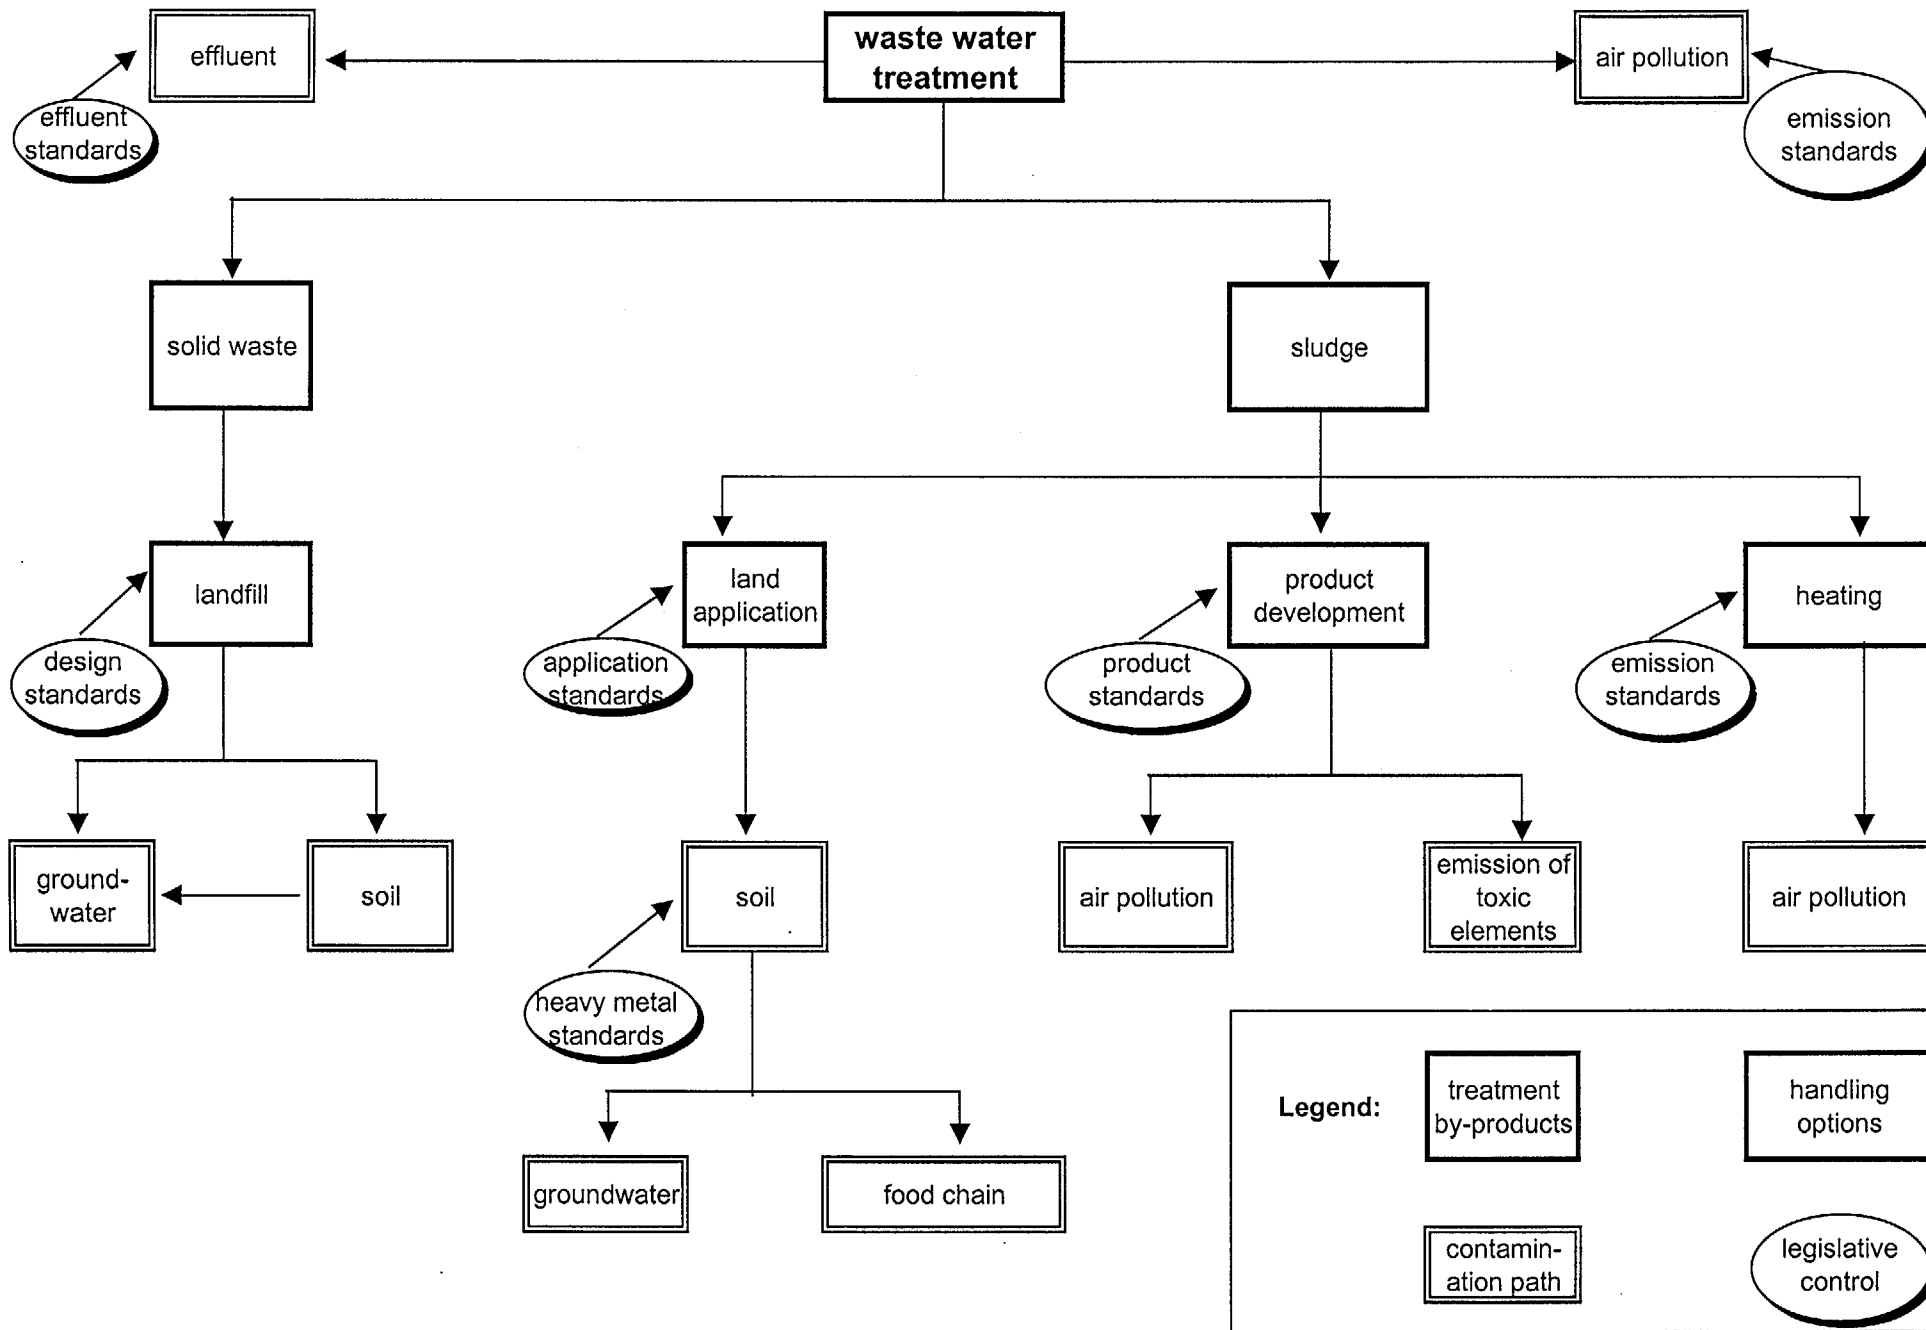 waste water
treatment
effluent
air pollution
effluent
standards
emission
standards
solid waste
sludge
landfill
land
application
product
development
heating
design
standards
application
standards
product
standards
emission
standards
ground-
water
soil
soil
air pollution
emission of
toxic
elements
air pollution
heavy metal
standards
groundwater
food chain
Legend:
treatment
by-products
handling
options
contamin-
ation path
legislative
control